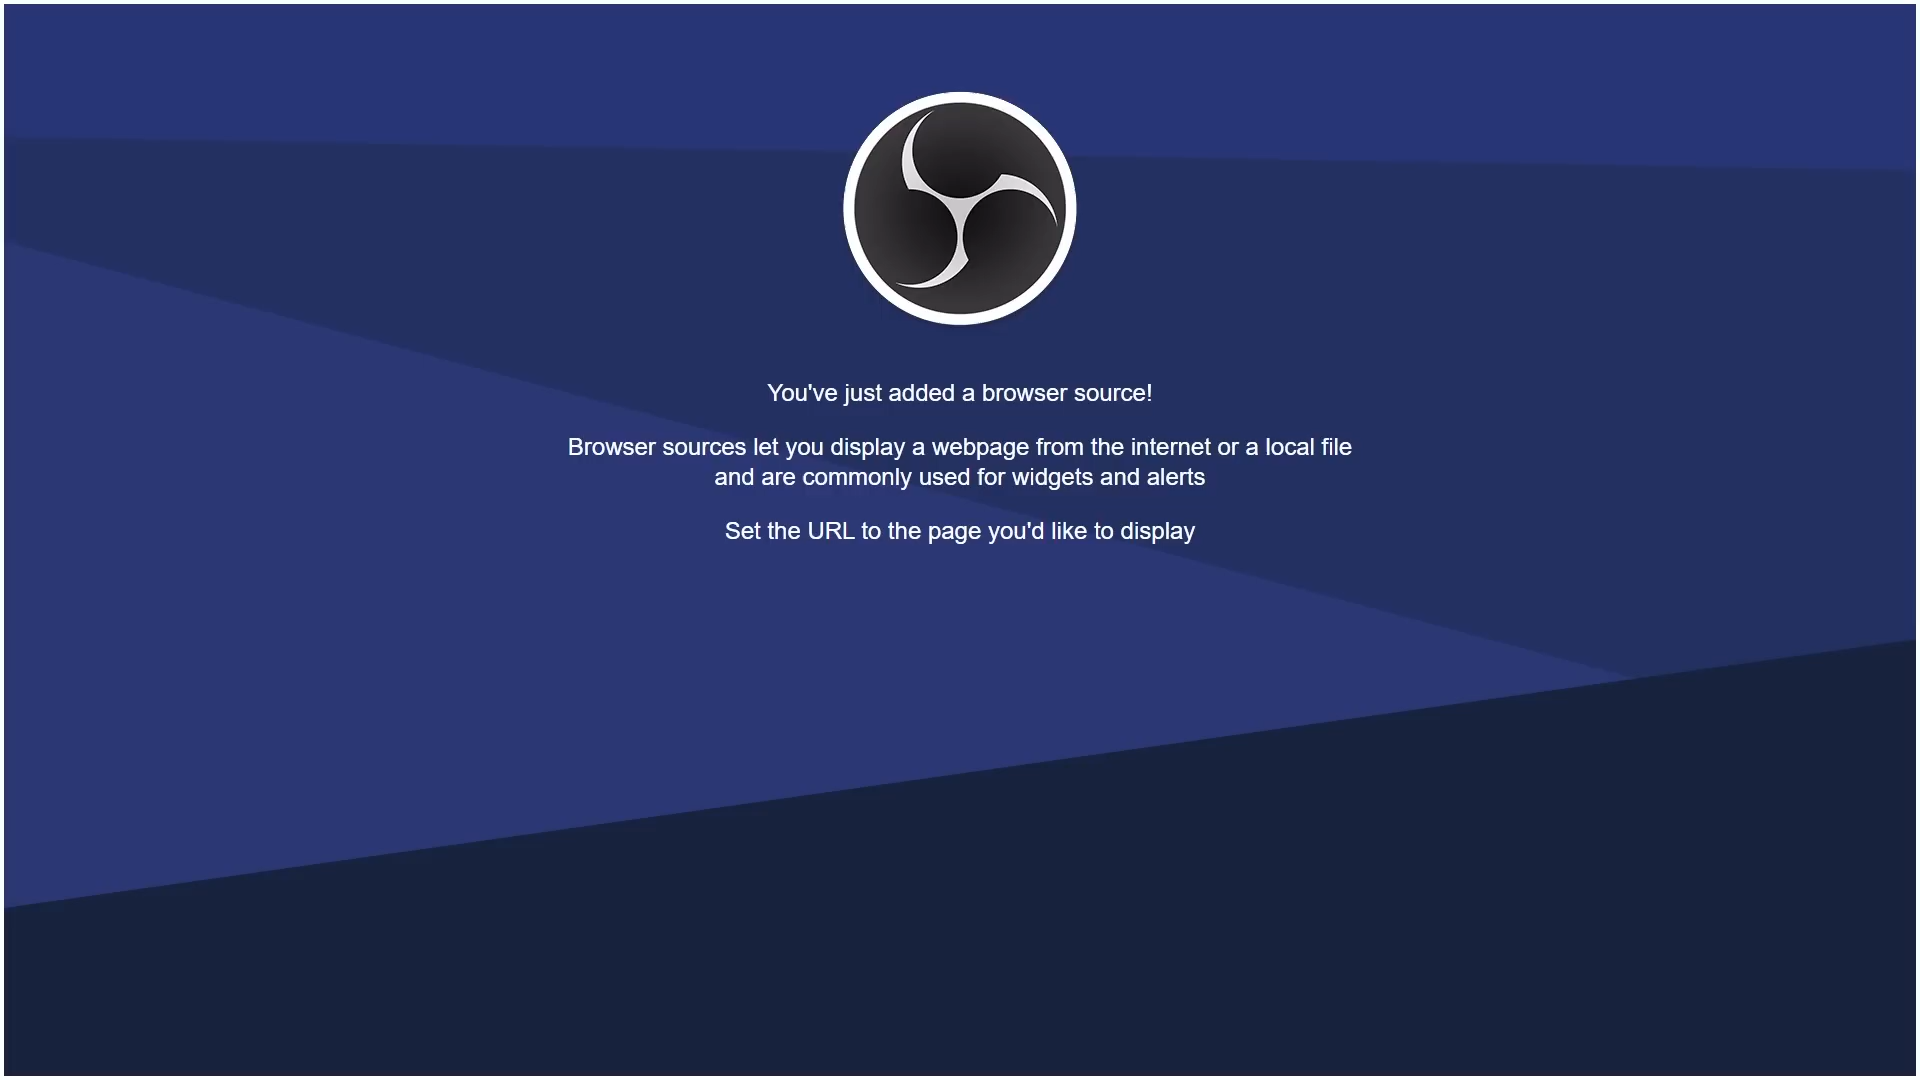 You've just added a browser source!
Browser sources let you display a webpage from the internet or a local file
and are commonly used for widgets and alerts
Set the URL to the page you'd like to display